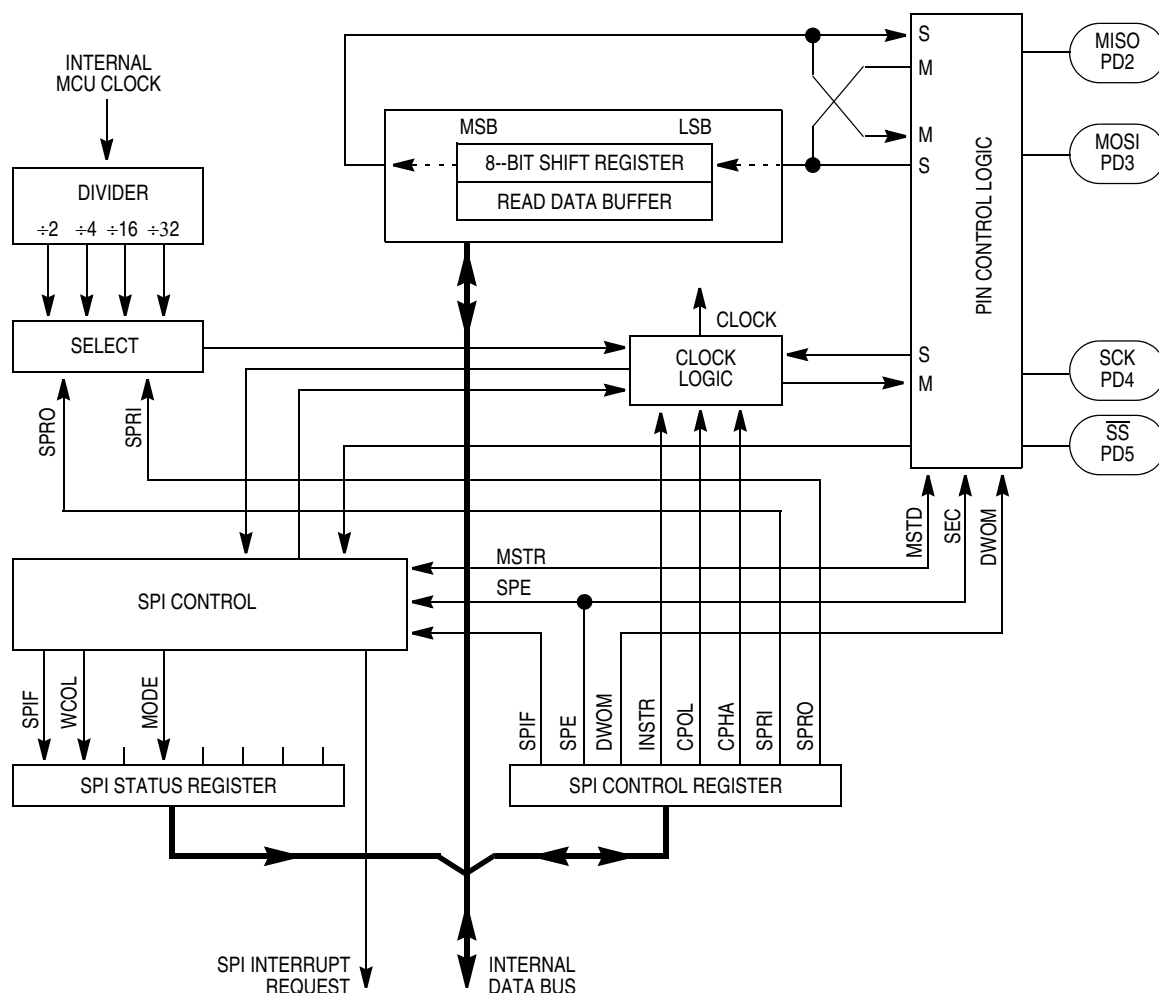 INTERNAL
MCU CLOCK
DIVIDER
÷2 ÷4 ÷16 ÷32
SELECT
SPRO
SPRI
MSB LSB
8--BIT SHIFT REGISTER
READ DATA BUFFER
CLOCK
CLOCK
LOGIC
S
M
M
S
S
M
PIN CONTROL LOGIC
MISO
PD2
MOSI
PD3
SCK
PD4
SS
PD5
MSTD
SEC
DWOM
MSTR
SPE
SPI CONTROL
SPIF
WCOL
MODE
SPI STATUS REGISTER
SPIF
SPE
DWOM
INSTR
CPOL
CPHA
SPRI
SPRO
SPI CONTROL REGISTER
SPI INTERRUPT
REQUEST
INTERNAL
DATA BUS